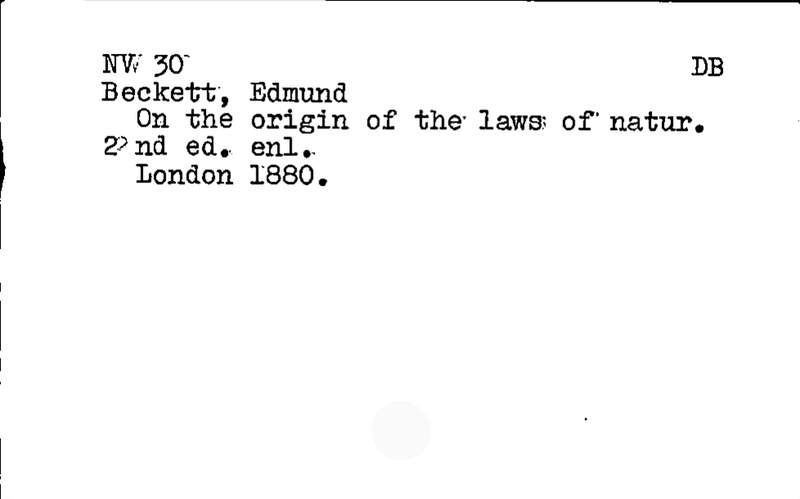 NW 30 DB
Beckett, Edmund
On the origin of the laws of natur.
2nd ed. enl.
London 1880.